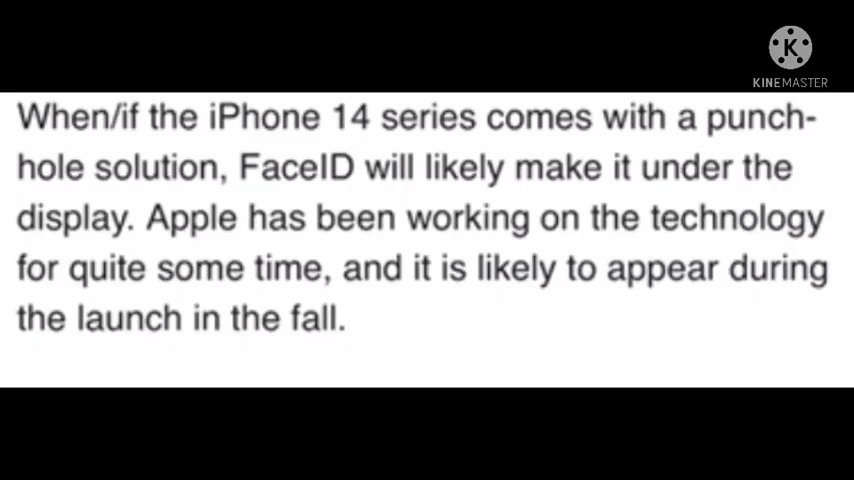 K
KINEMASTER
When/if the iPhone 14 series comes with a punch-
hole solution, FaceID will likely make it under the
display. Apple has been working on the technology
for quite some time, and it is likely to appear during
the launch in the fall.